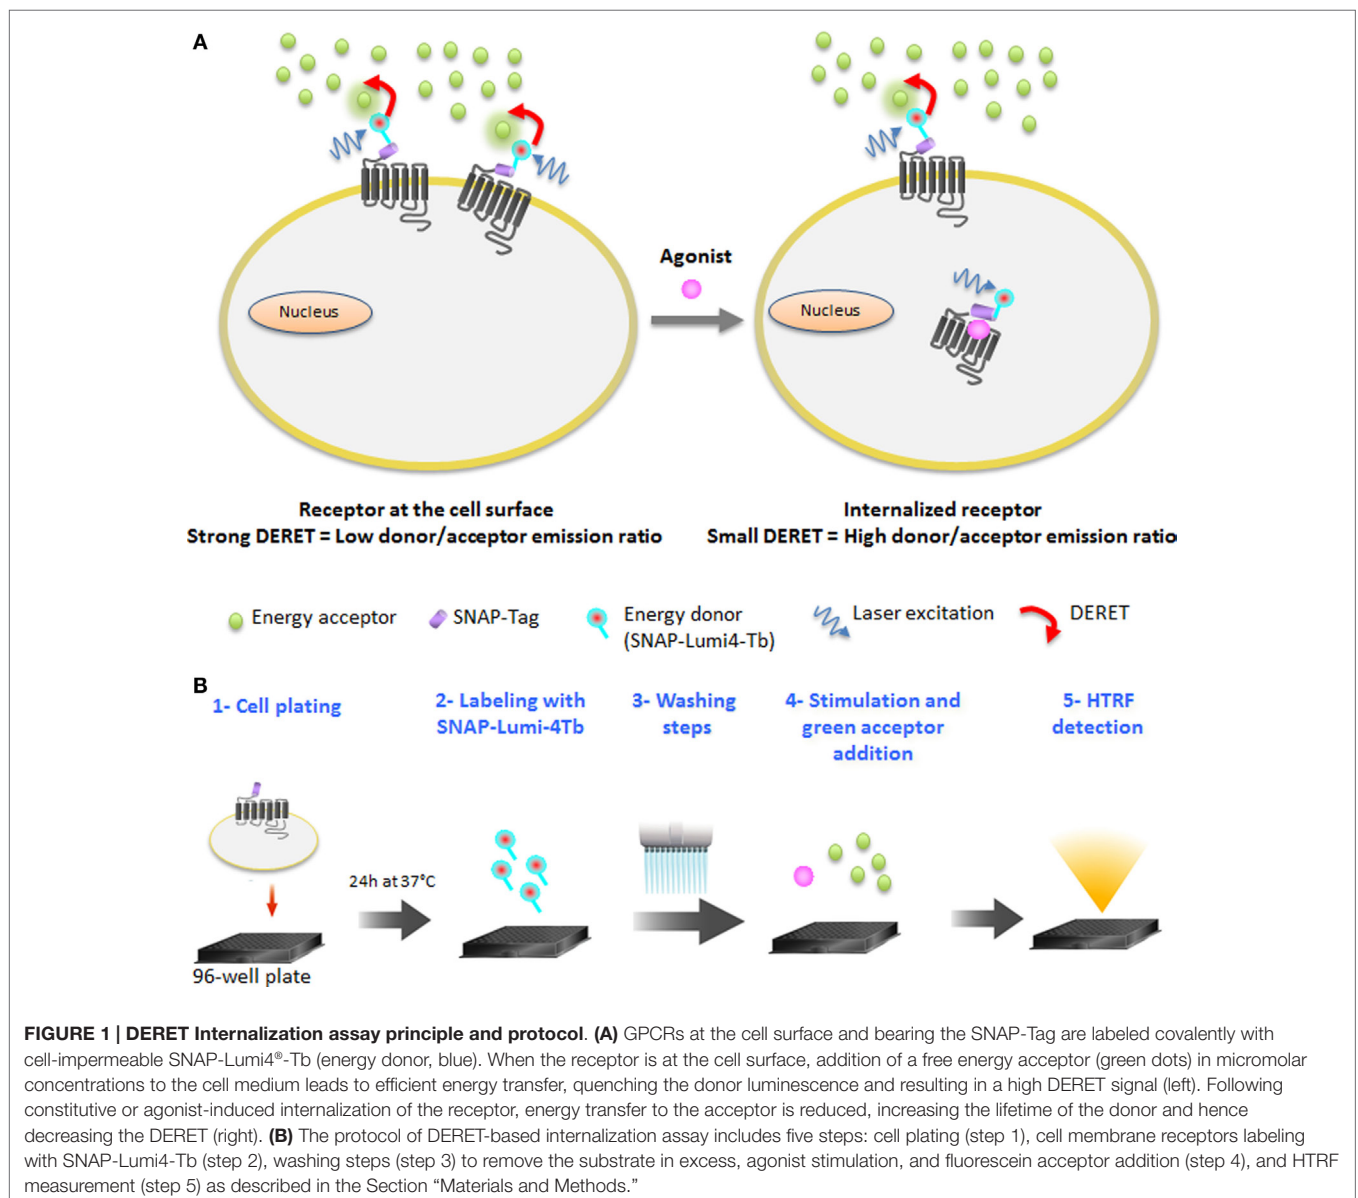 A
Agonist
Nucleus
Nucleus
Receptor at the cell surface
Strong DERET = Low donor/acceptor emission ratio
Internalized receptor
Small DERET = High donor/acceptor emission ratio
Energy acceptor
SNAP-Tag
Energy donor
(SNAP-Lumi4-Tb)
Laser excitation
DERET
B
1- Cell plating
2- Labeling with
SNAP-Lumi-4Tb
3- Washing
steps
4- Stimulation and
green acceptor
addition
5- HTRF
detection
24h at 37°C
96-well plate
FIGURE 1 | DERET Internalization assay principle and protocol. (A) GPCRs at the cell surface and bearing the SNAP-Tag are labeled covalently with
cell-impermeable SNAP-Lumi4®-Tb (energy donor, blue). When the receptor is at the cell surface, addition of a free energy acceptor (green dots) in micromolar
concentrations to the cell medium leads to efficient energy transfer, quenching the donor luminescence and resulting in a high DERET signal (left). Following
constitutive or agonist-induced internalization of the receptor, energy transfer to the acceptor is reduced, increasing the lifetime of the donor and hence
decreasing the DERET (right). (B) The protocol of DERET-based internalization assay includes five steps: cell plating (step 1), cell membrane receptors labeling
with SNAP-Lumi4-Tb (step 2), washing steps (step 3) to remove the substrate in excess, agonist stimulation, and fluorescein acceptor addition (step 4), and HTRF
measurement (step 5) as described in the Section “Materials and Methods.”